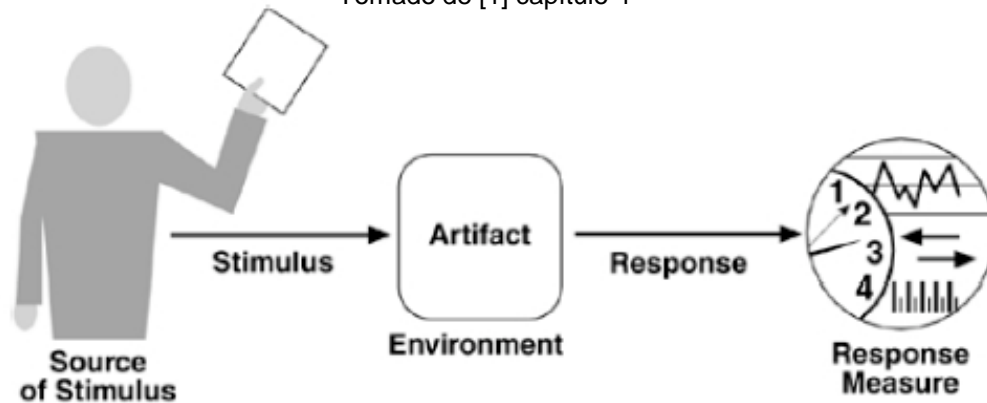 Tomado de [1] capítulo 4
1
2
3
4
Stimulus
Artifact
Response
Environment
Source
of Stimulus
Response
Measure